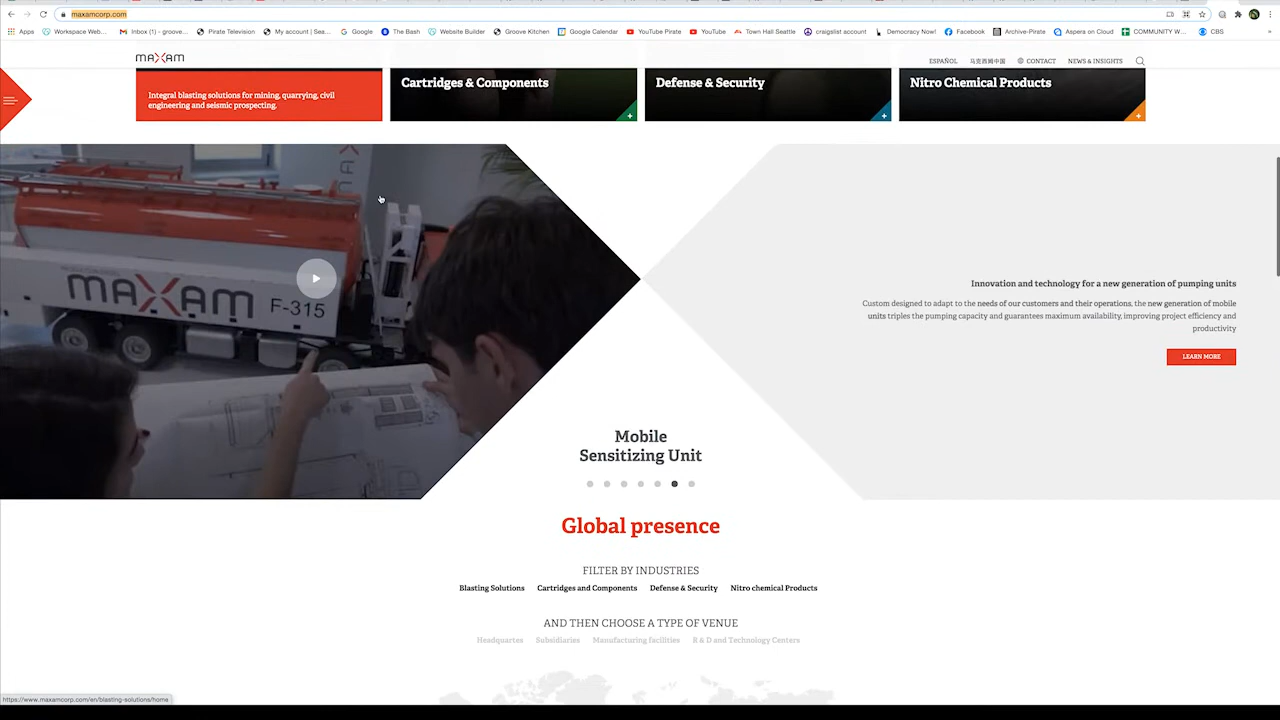 maxamcorp.com
Apps Workspace Web... Inbox (1) - groove... Pirate Television My account | Sea... Google The Bash Website Builder Groove Kitchen Google Calendar YouTube Pirate YouTube Town Hall Seattle craigslist account Democracy Now! Facebook Archive-Pirate Aspera on Cloud COMMUNITY W... CBS »
MAXAM
ESPAÑOL 马克西姆中国 CONTACT NEWS & INSIGHTS
Integral blasting solutions for mining, quarrying, civil
engineering and seismic prospecting.
Cartridges & Components
Defense & Security
Nitro Chemical Products
MAXAM
F-315
Innovation and technology for a new generation of pumping units
Custom designed to adapt to the needs of our customers and their operations, the new generation of mobile
units triples the pumping capacity and guarantees maximum availability, improving project efficiency and
productivity
LEARN MORE
Mobile
Sensitizing Unit
Global presence
FILTER BY INDUSTRIES
Blasting Solutions Cartridges and Components Defense & Security Nitro chemical Products
AND THEN CHOOSE A TYPE OF VENUE
Headquartes Subsidiaries Manufacturing facilities R & D and Technology Centers
https://www.maxamcorp.com/en/blasting-solutions/home